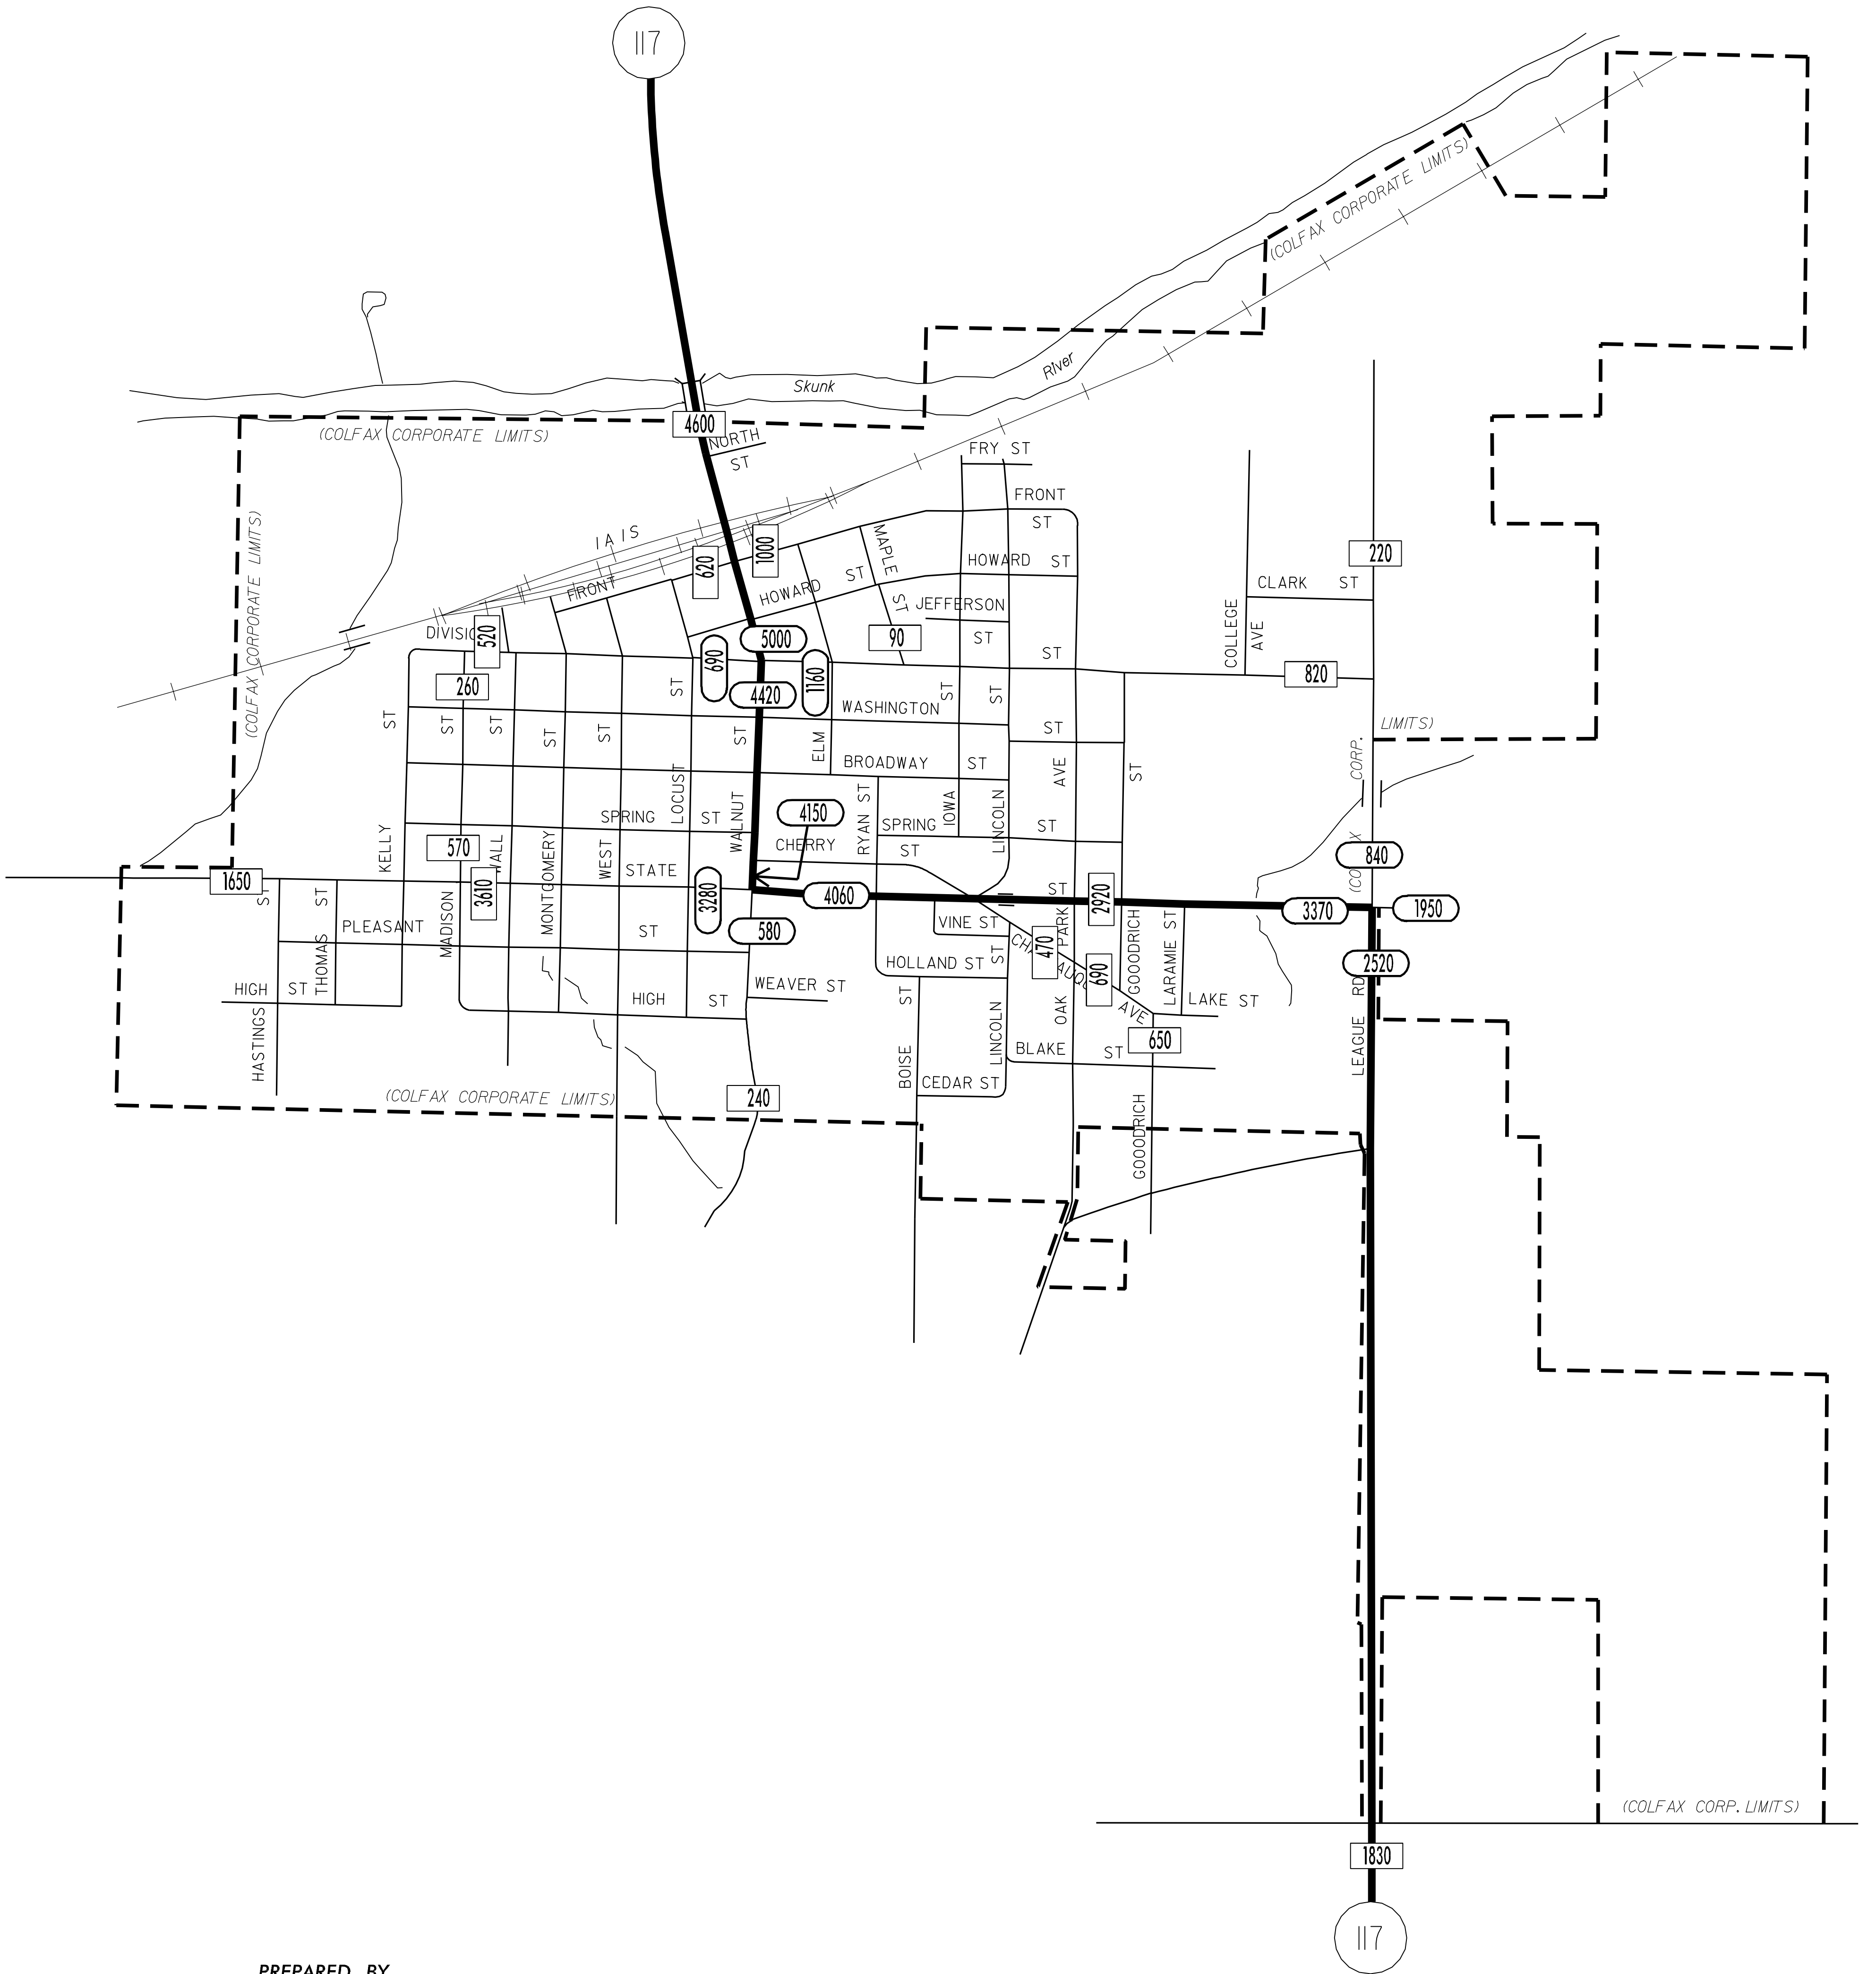 117
(COLFAX CORPORATE LIMITS)
Skunk
River
4600
(COLFAX CORPORATE LIMITS)
NORTH
ST
FRY ST
FRONT
ST
IAIS
1000
620
MAPLE
ST
HOWARD ST
220
(COLFAX CORPORATE LIMITS)
FRONT
HOWARD ST
CLARK ST
JEFFERSON
ST
COLLEGE
AVE
520
5000
90
690
1160
ST
820
260
4420
ST
ST
ST
WASHINGTON
ST
LIMITS)
ST
ST
ST
ST
ST
ST
ELM
BROADWAY ST
AVE
ST
CORP.
LOCUST
4150
SPRING ST
WALNUT
RYAN ST
SPRING
IOWA
LINCOLN
ST
KELLY
570
MONTGOMERY
WEST
STATE
CHERRY
ST
840
1650
3610
3280
4060
ST
2920
3370
1950
ST
THOMAS ST
PLEASANT
MADISON
ST
580
VINE ST
470
PARK
GOOODRICH
LARAMIE ST
2520
HOLLAND ST
ST
690
AVE
HIGH ST
HIGH ST
WEAVER ST
ST
OAK
LAKE ST
LEAGUE RD
HASTINGS
BOISE
LINCOLN
BLAKE ST
650
CEDAR ST
(COLFAX CORPORATE LIMITS)
240
GOOODRICH
(COLFAX CORP. LIMITS)
1830
117
PREPARED BY